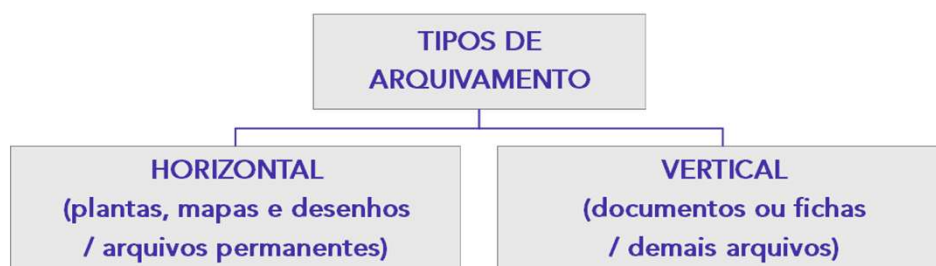 TIPOS DE
ARQUIVAMENTO
HORIZONTAL
(plantas, mapas e desenhos
/ arquivos permanentes)
VERTICAL
(documentos ou fichas
/ demais arquivos)